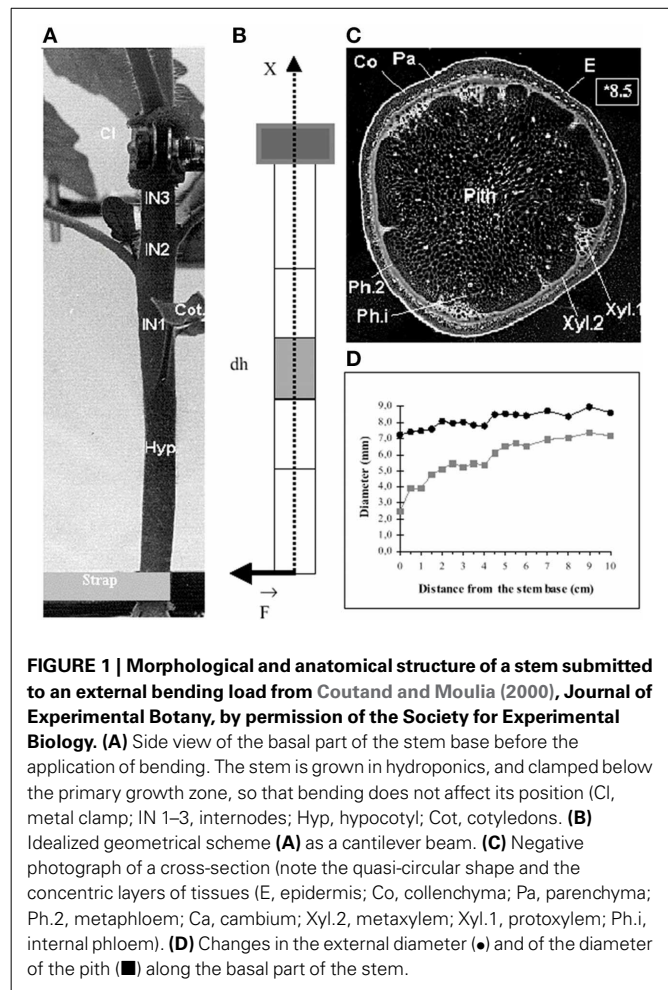 A
B
C
D
Cl
IN3
IN2
IN1
Cot.
Hyp
Strap
X
dh
→
F
Co
Pa
E
*8.5
Pith
Ph.2
Ph.i
Xyl.2
Xyl.1
Diameter (mm)
9,0
8,0
7,0
6,0
5,0
4,0
3,0
2,0
1,0
0,0
0 1 2 3 4 5 6 7 8 9 10
Distance from the stem base (cm)
FIGURE 1 | Morphological and anatomical structure of a stem submitted
to an external bending load from Coutand and Moulia (2000), Journal of
Experimental Botany, by permission of the Society for Experimental
Biology. (A) Side view of the basal part of the stem base before the
application of bending. The stem is grown in hydroponics, and clamped below
the primary growth zone, so that bending does not affect its position (Cl,
metal clamp; IN 1–3, internodes; Hyp, hypocotyl; Cot, cotyledons. (B)
Idealized geometrical scheme (A) as a cantilever beam. (C) Negative
photograph of a cross-section (note the quasi-circular shape and the
concentric layers of tissues (E, epidermis; Co, collenchyma; Pa, parenchyma;
Ph.2, metaphloem; Ca, cambium; Xyl.2, metaxylem; Xyl.1, protoxylem; Ph.i,
internal phloem). (D) Changes in the external diameter (●) and of the diameter
of the pith (■) along the basal part of the stem.